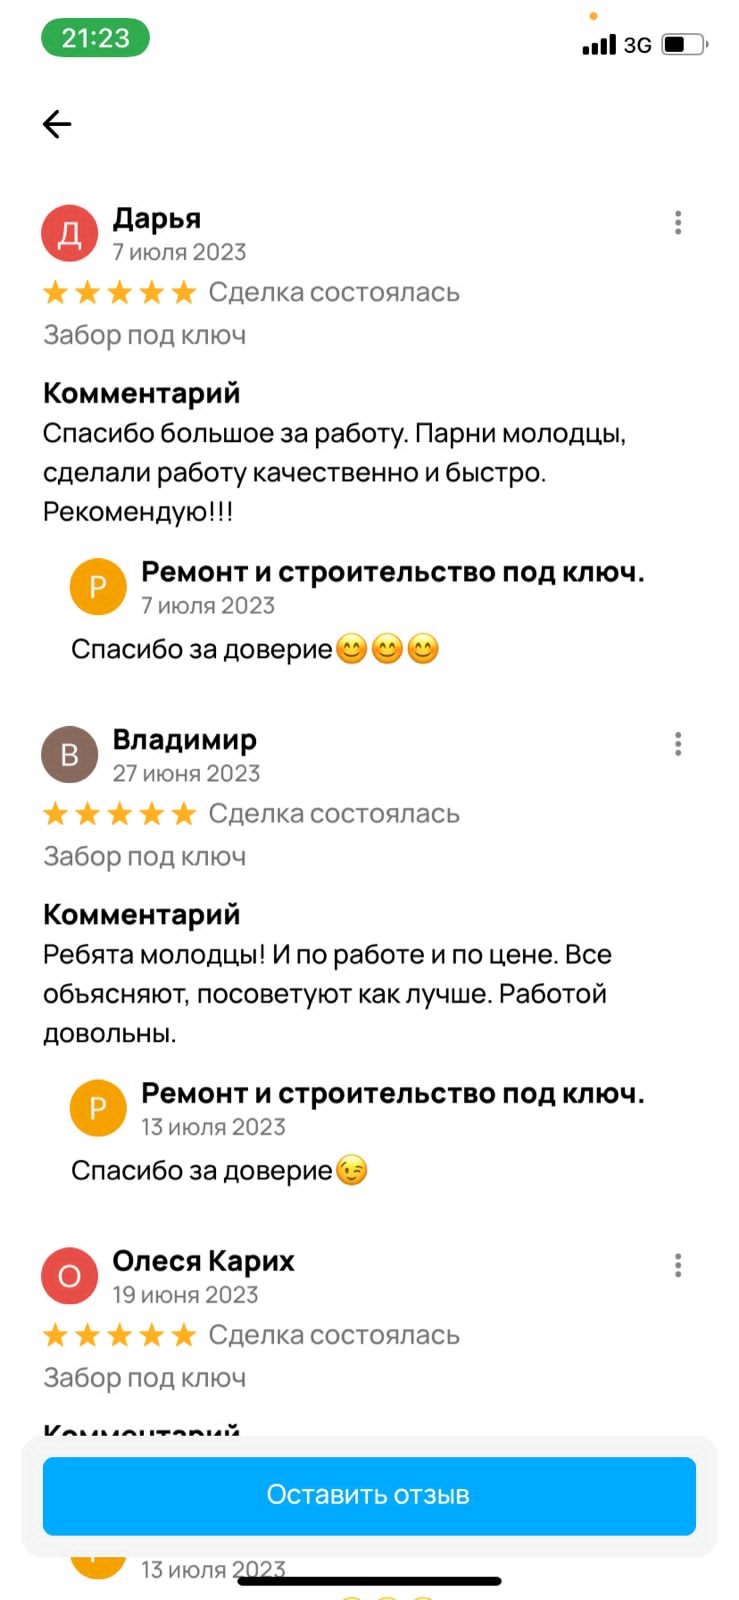 21:23
3G
Д
Дарья
7 июля 2023
Сделка состоялась
Забор под ключ
Комментарий
Спасибо большое за работу. Парни молодцы,
сделали работу качественно и быстро.
Рекомендую!!!
Р
Ремонт и строительство под ключ.
7 июля 2023
Спасибо за доверие😊😊😊
В
Владимир
27 июня 2023
Сделка состоялась
Забор под ключ
Комментарий
Ребята молодцы! И по работе и по цене. Все
объясняют, посоветуют как лучше. Работой
довольны.
Р
Ремонт и строительство под ключ.
13 июля 2023
Спасибо за доверие😉
О
Олеся Карих
19 июня 2023
Сделка состоялась
Забор под ключ
Комментарий
Оставить отзыв
13 июля 2023